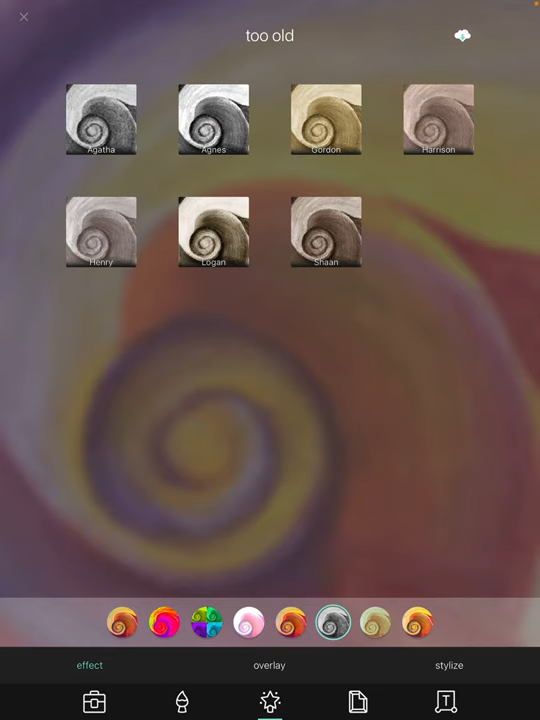 too old
Agatha
Agnes
Gordon
Harrison
Henry
Logan
Shaan
effect
overlay
stylize
T